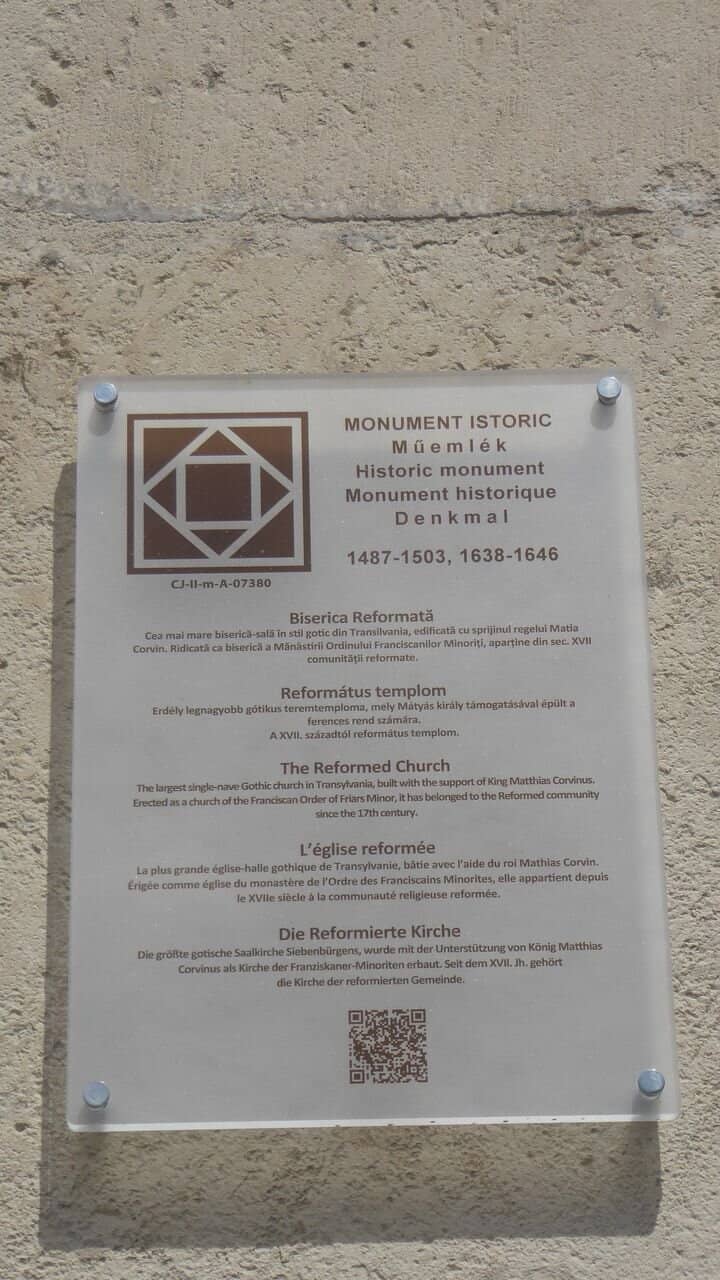 MONUMENT ISTORIC
Műemlék
Historic monument
Monument historique
Denkmal
1487-1503, 1638-1646
CJ-II-m-A-07380
Biserica Reformată
Cea mai mare biserică-sală în stil gotic din Transilvania, edificată cu sprijinul regelui Matia
Corvin. Ridicată ca biserică a Mănăstirii Ordinului Franciscanilor Minoriți, aparține din sec. XVII
comunității reformate.
Református templom
Erdély legnagyobb gótikus teremtemploma, mely Mátyás király támogatásával épült a
ferences rend számára.
A XVII. századtól református templom.
The Reformed Church
The largest single-nave Gothic church in Transylvania, built with the support of King Matthias Corvinus.
Erected as a church of the Franciscan Order of Friars Minor, it has belonged to the Reformed community
since the 17th century.
L'église reformée
La plus grande église-halle gothique de Transylvanie, bâtie avec l'aide du roi Mathias Corvin.
Érigée comme église du monastère de l'Ordre des Franciscains Minorites, elle appartient depuis
le XVIIe siècle à la communauté religieuse reformée.
Die Reformierte Kirche
Die größte gotische Saalkirche Siebenbürgens, wurde mit der Unterstützung von König Matthias
Corvinus als Kirche der Franziskaner-Minoriten erbaut. Seit dem XVII. Jh. gehört
die Kirche der reformierten Gemeinde.